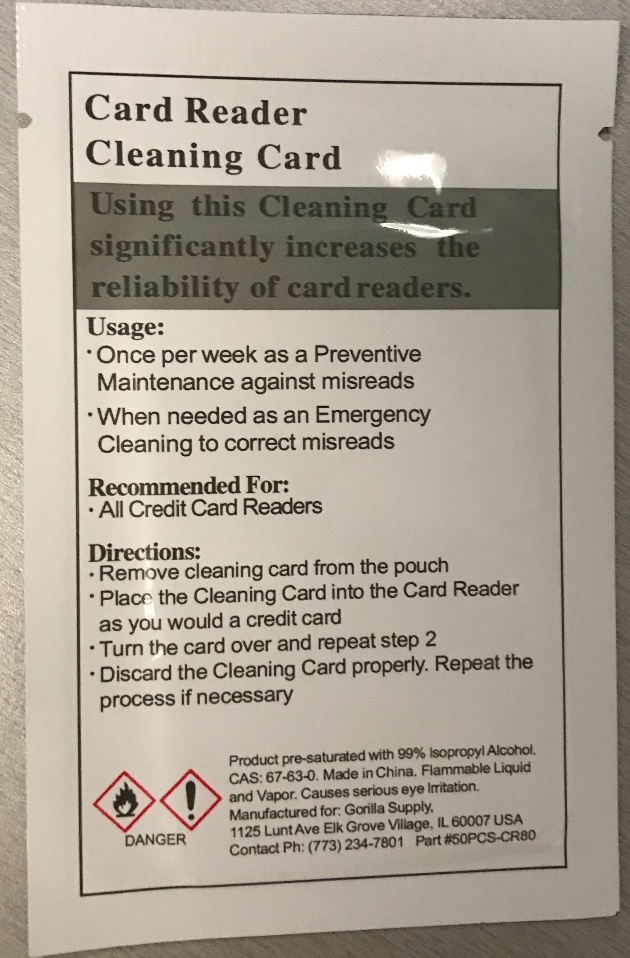 Card Reader
Cleaning Card
Using this Cleaning Card
significantly increases the
reliability of card readers.
Usage:
· Once per week as a Preventive
Maintenance against misreads
· When needed as an Emergency
Cleaning to correct misreads
Recommended For:
· All Credit Card Readers
Directions:
· Remove cleaning card from the pouch
· Place the Cleaning Card into the Card Reader
as you would a credit card
· Turn the card over and repeat step 2
· Discard the Cleaning Card properly. Repeat the
process if necessary
Product pre-saturated with 99% Isopropyl Alcohol.
CAS: 67-63-0. Made in China. Flammable Liquid
and Vapor. Causes serious eye Irritation.
Manufactured for: Gorilla Supply,
1125 Lunt Ave Elk Grove Village, IL 60007 USA
Contact Ph: (773) 234-7801 Part #50PCS-CR80
DANGER